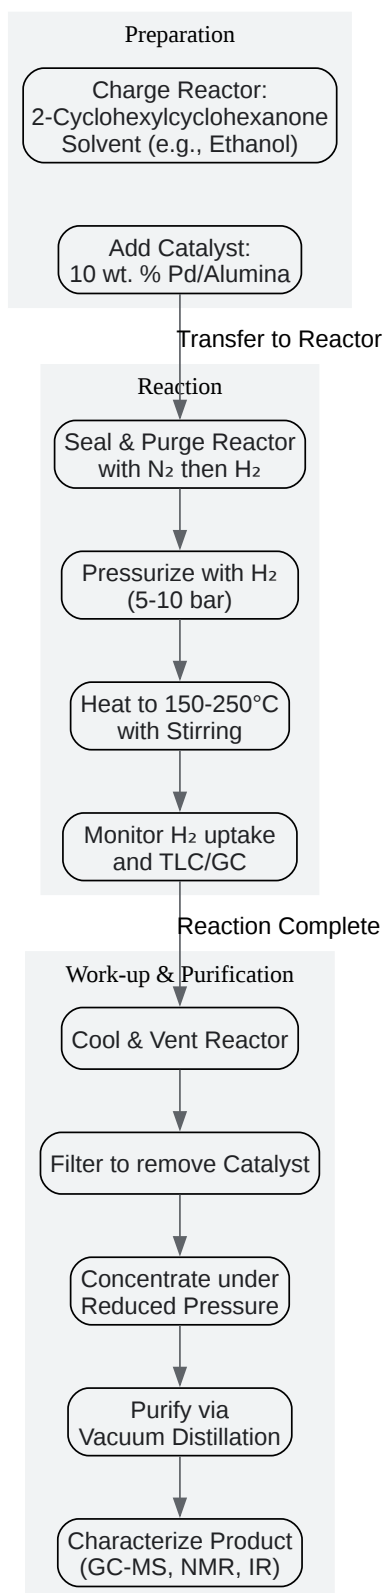 Preparation
Charge Reactor:
2-Cyclohexylcyclohexanone
Solvent (e.g., Ethanol)
Add Catalyst:
10 wt. % Pd/Alumina
Transfer to Reactor
Reaction
Seal & Purge Reactor
with N₂ then H₂
Pressurize with H₂
(5-10 bar)
Heat to 150-250°C
with Stirring
Monitor H₂ uptake
and TLC/GC
Reaction Complete
Work-up & Purification
Cool & Vent Reactor
Filter to remove Catalyst
Concentrate under
Reduced Pressure
Purify via
Vacuum Distillation
Characterize Product
(GC-MS, NMR, IR)